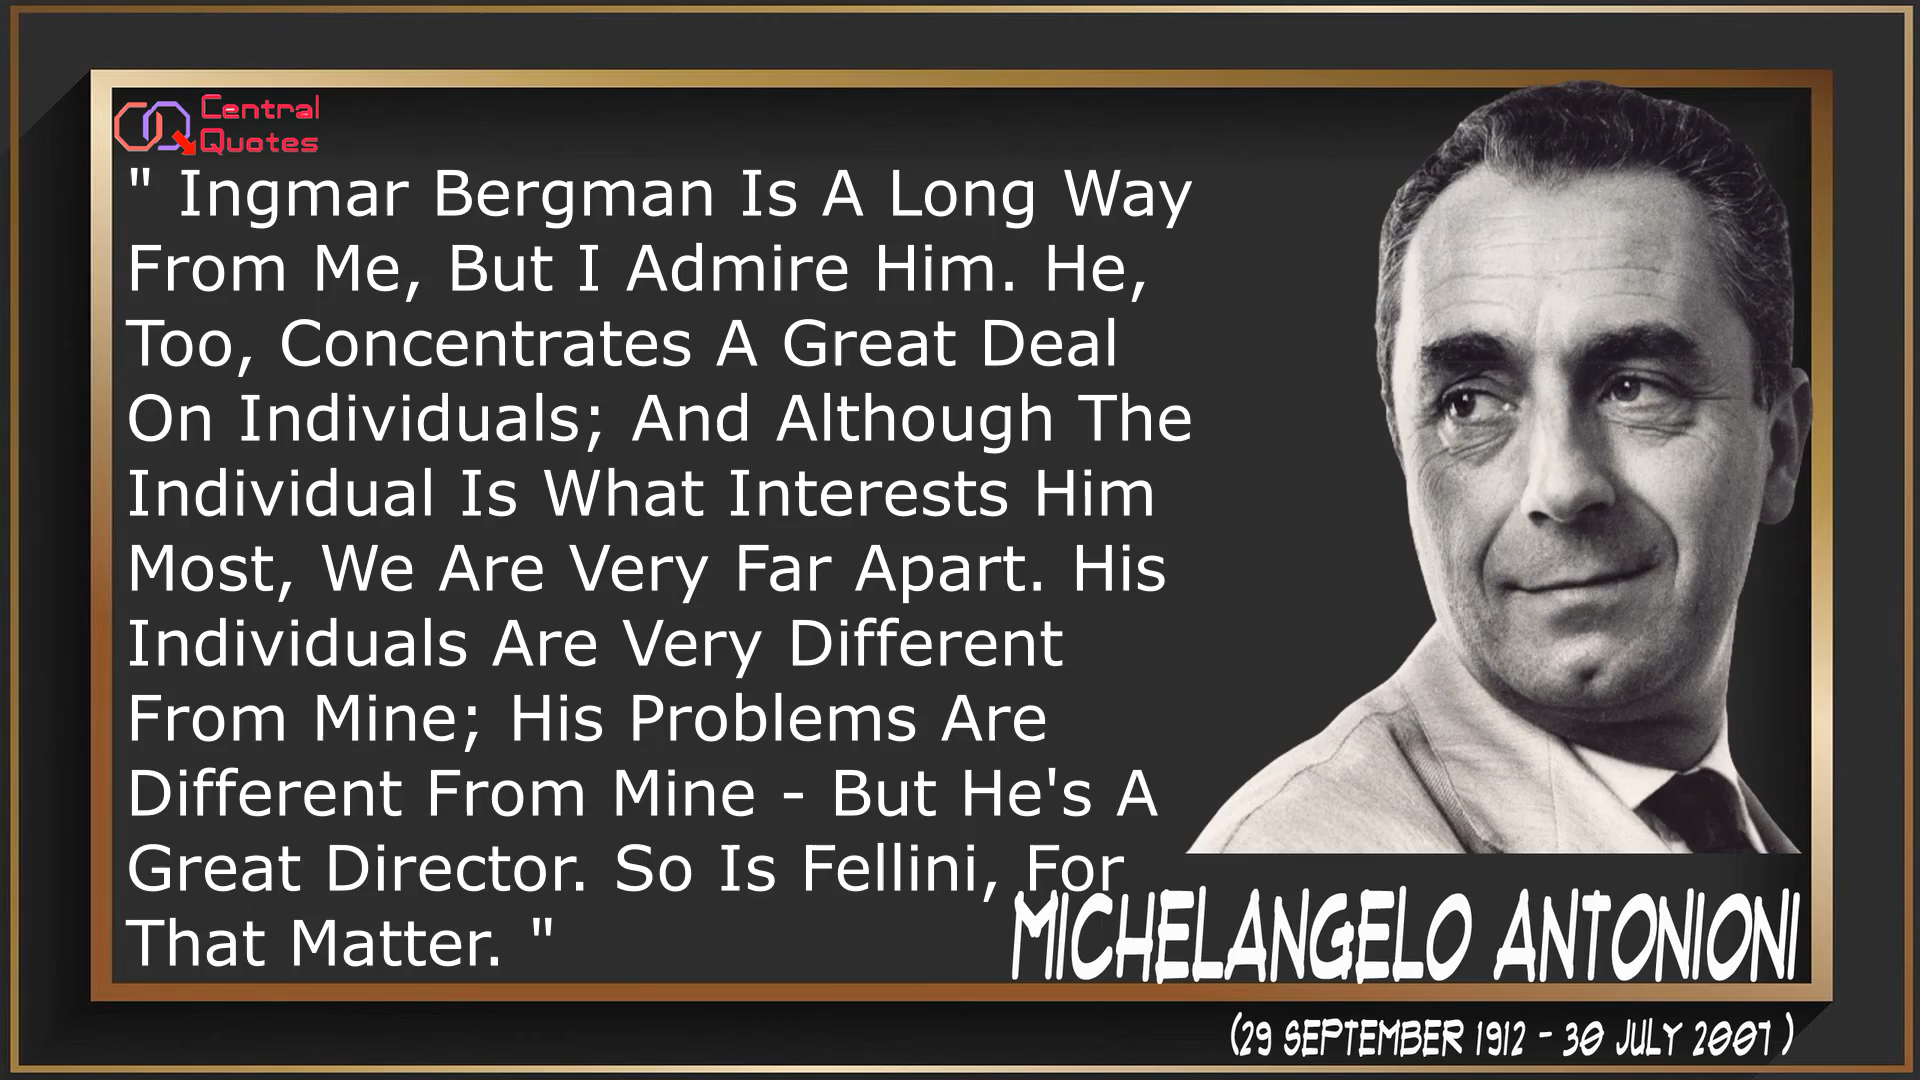 Central
Quotes
" Ingmar Bergman Is A Long Way
From Me, But I Admire Him. He,
Too, Concentrates A Great Deal
On Individuals; And Although The
Individual Is What Interests Him
Most, We Are Very Far Apart. His
Individuals Are Very Different
From Mine; His Problems Are
Different From Mine - But He's A
Great Director. So Is Fellini, For
That Matter. "
MICHELANGELO ANTONIONI
(29 SEPTEMBER 1912 - 30 JULY 2007 )